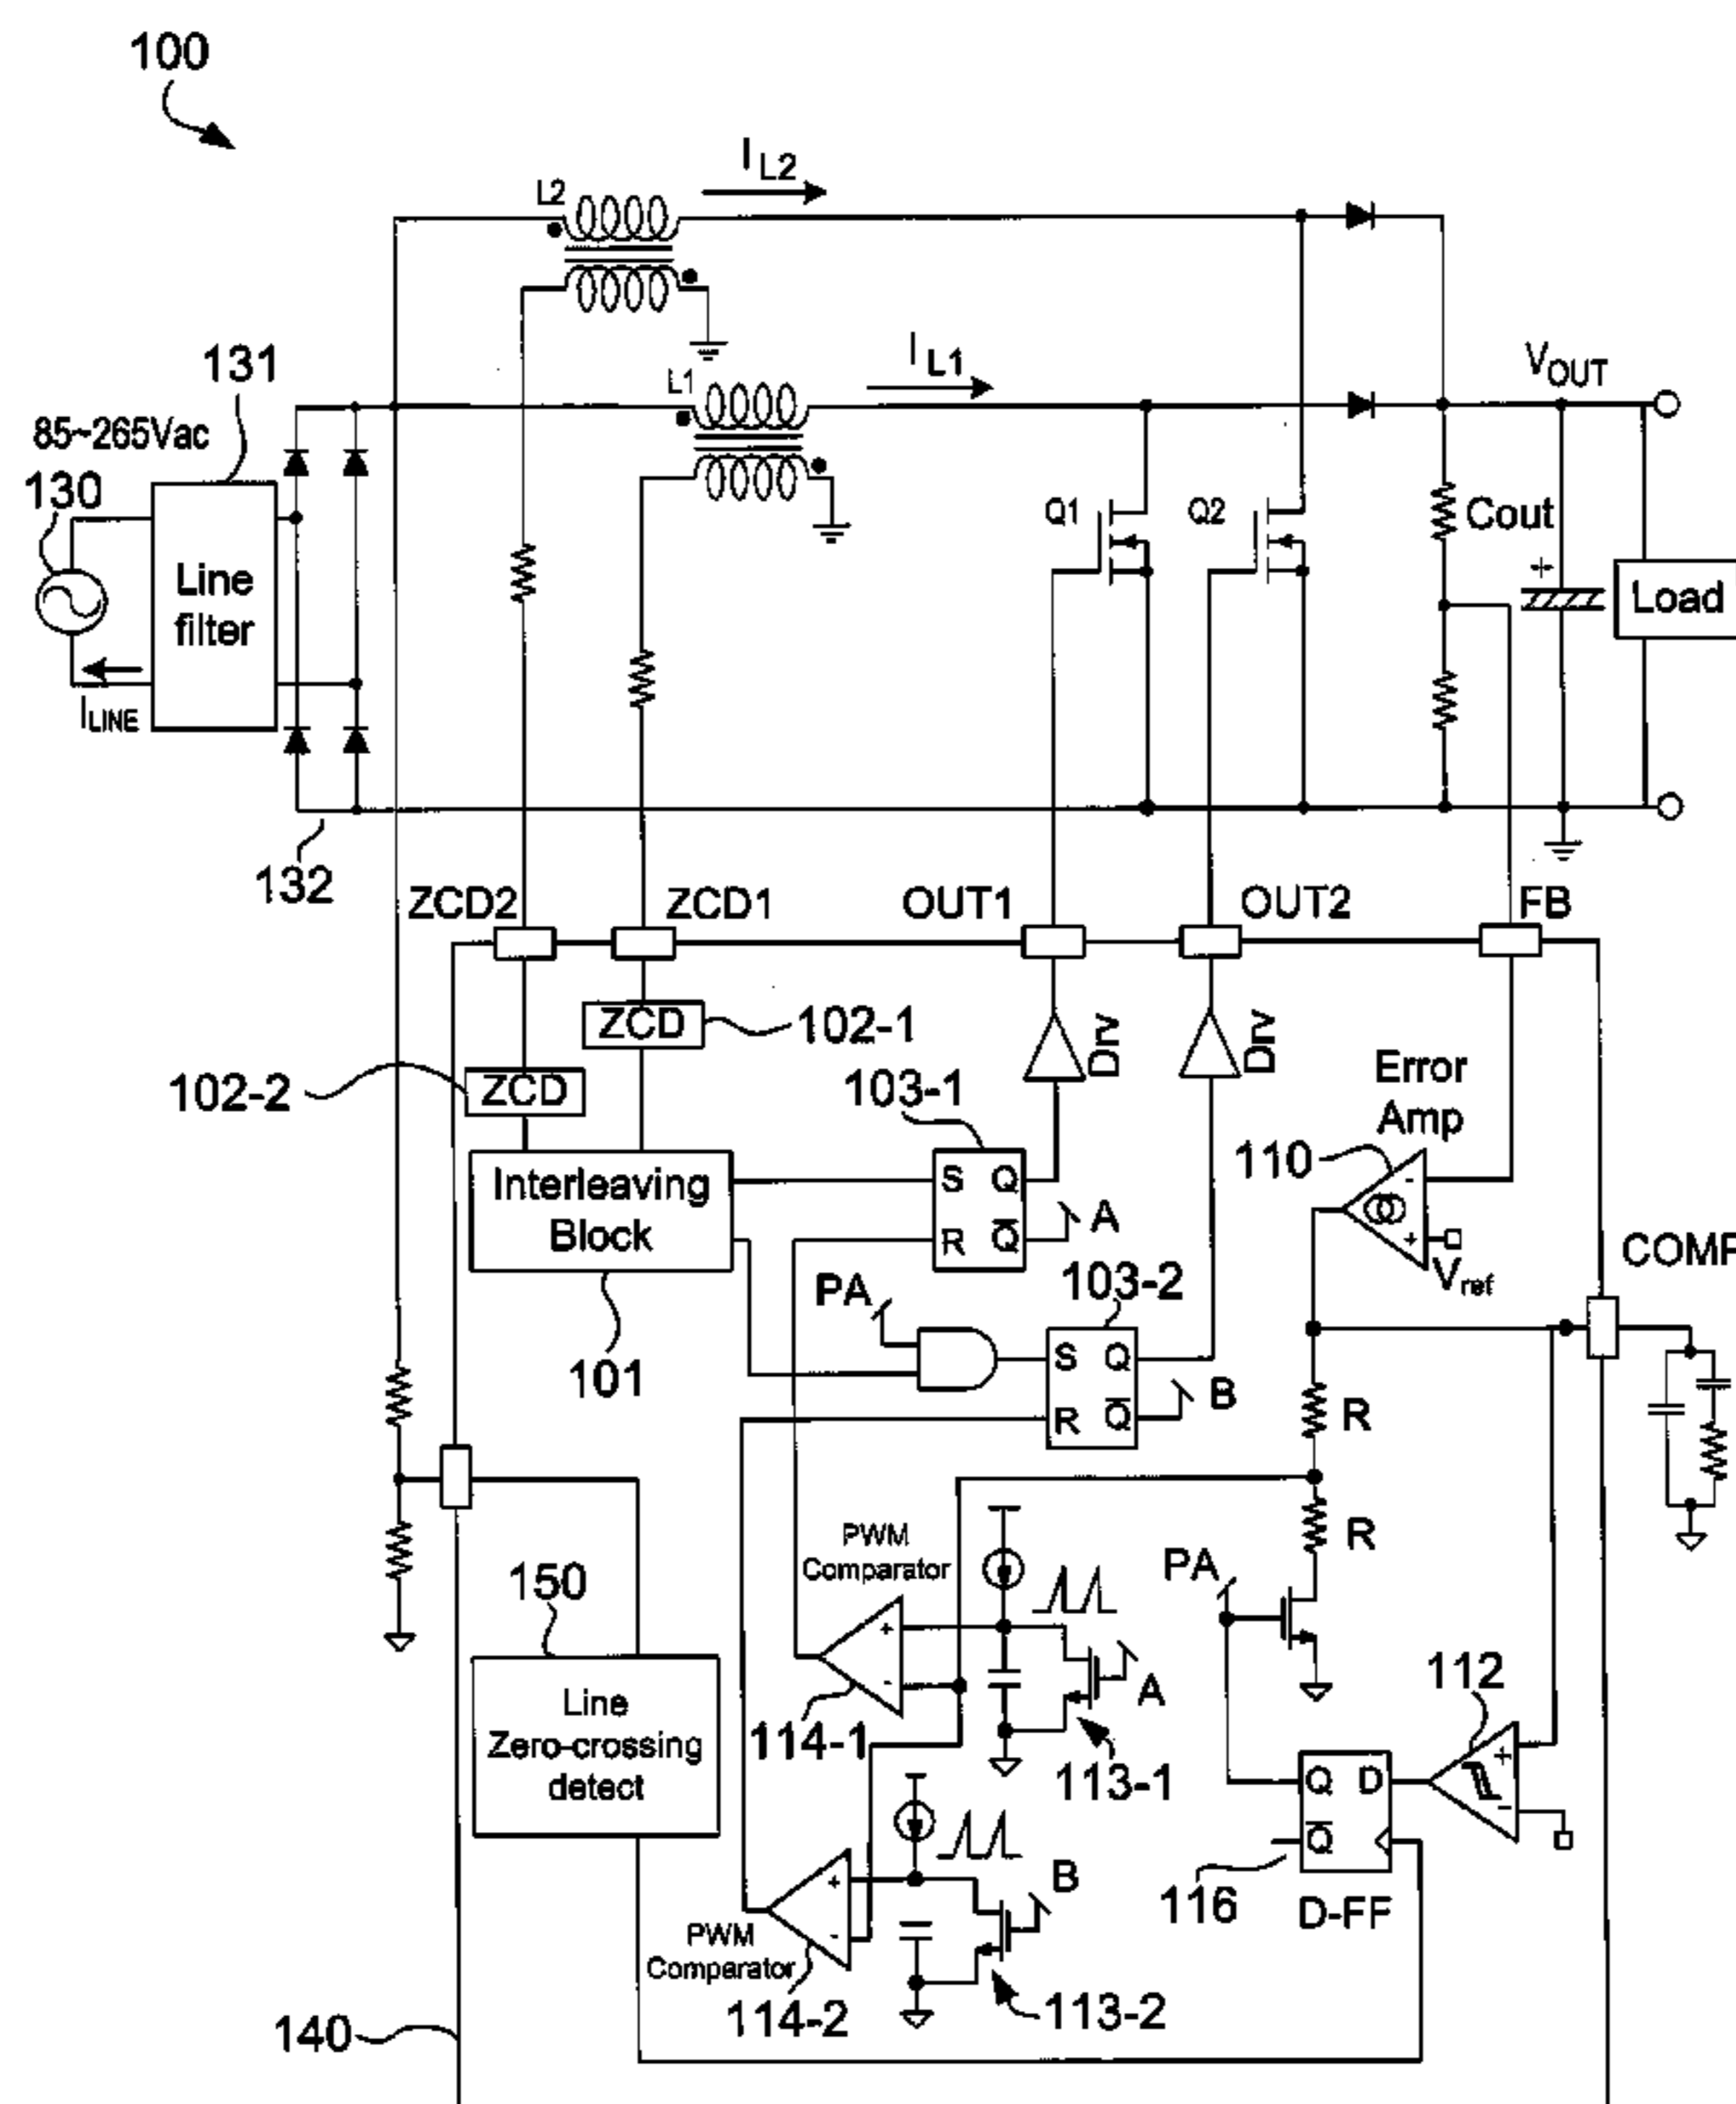 100
I L2
L2
131
I L1
L1
VOUT
85~265Vac
130
Q1
Q2
Cout
+
Line
filter
Load
ILINE
132
ZCD2
ZCD1
OUT1
OUT2
FB
ZCD
102-1
Drv
Drv
102-2
ZCD
103-1
Error
Amp
110
-
+
Vref
Interleaving
Block
S Q
R Q̅
A
COMP
101
PA
103-2
S Q
R Q̅
B
R
R
PWM
Comparator
PA
150
+
-
A
112
Line
Zero-crossing
detect
114-1
113-1
+
-
Q D
Q̅
B
+
-
116
D-FF
PWM
Comparator
114-2
113-2
140